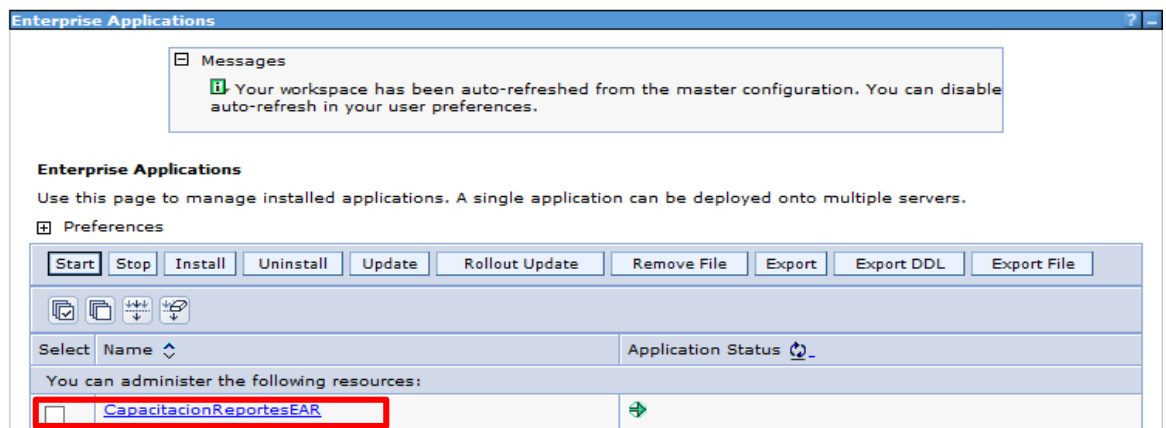 Enterprise Applications
Messages
Your workspace has been auto-refreshed from the master configuration. You can disable
auto-refresh in your user preferences.
Enterprise Applications
Use this page to manage installed applications. A single application can be deployed onto multiple servers.
Preferences
Start Stop Install Uninstall Update Rollout Update Remove File Export Export DDL Export File
Select Name Application Status
You can administer the following resources:
CapacitacionReportesEAR